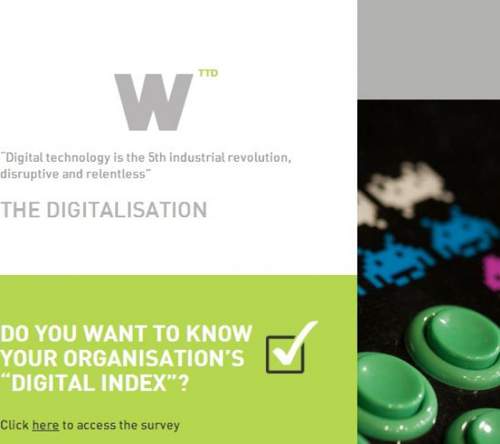 W TTD
"Digital technology is the 5th industrial revolution,
disruptive and relentless"
THE DIGITALISATION
DO YOU WANT TO KNOW
YOUR ORGANISATION'S
"DIGITAL INDEX"?
Click here to access the survey